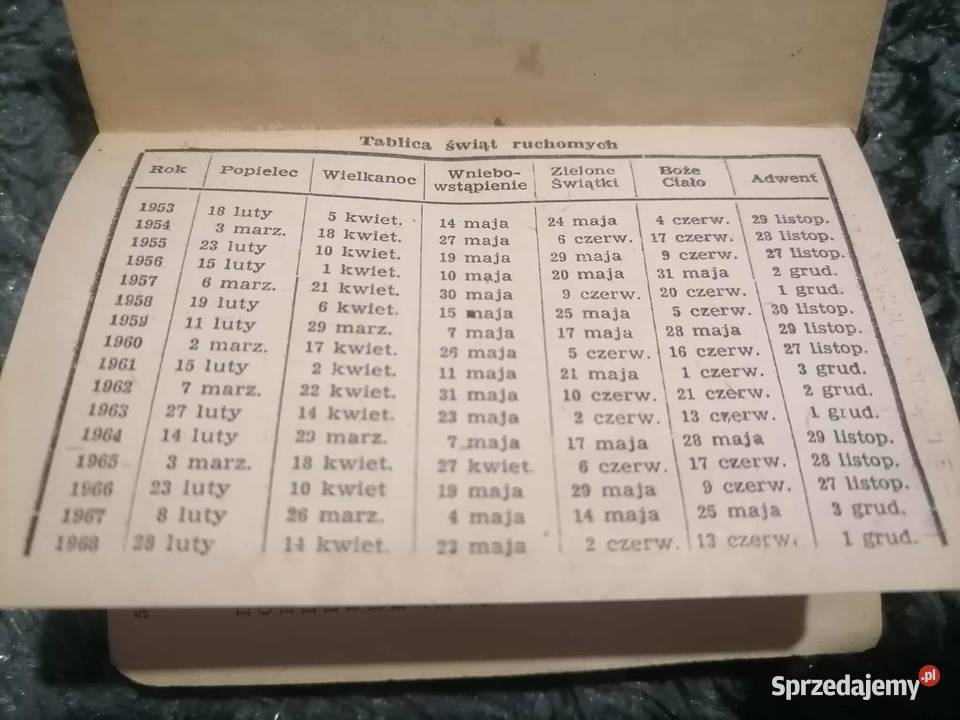 Tablica świąt ruchomych
Rok Popielec Wielkanoc Wniebo- Zielone Boże Adwent
wstąpienie Świątki Ciało
1953 18 luty 5 kwiet. 14 maja 24 maja 4 czerw. 29 listop.
1954 3 marz. 18 kwiet. 27 maja 6 czerw. 17 czerw. 28 listop.
1955 23 luty 10 kwiet. 19 maja 29 maja 9 czerw. 27 listop.
1956 15 luty 1 kwiet. 10 maja 20 maja 31 maja 2 grud.
1957 6 marz. 21 kwiet. 30 maja 9 czerw. 20 czerw. 1 grud.
1958 19 luty 6 kwiet. 15 maja 25 maja 5 czerw. 30 listop.
1959 11 luty 29 marz. 7 maja 17 maja 28 maja 29 listop.
1960 2 marz. 17 kwiet. 26 maja 5 czerw. 16 czerw. 27 listop.
1961 15 luty 2 kwiet. 11 maja 21 maja 1 czerw. 3 grud.
1962 7 marz. 22 kwiet. 31 maja 10 czerw. 21 czerw. 2 grud.
1963 27 luty 14 kwiet. 23 maja 2 czerw. 13 czerw. 1 grud.
1964 14 luty 29 marz. 7 maja 17 maja 28 maja 29 listop.
1965 3 marz. 18 kwiet. 27 kwiet. 6 czerw. 17 czerw. 28 listop.
1966 23 luty 10 kwiet 19 maja 29 maja 9 czerw. 27 listop.
1967 8 luty 26 marz. 4 maja 14 maja 25 maja 3 grud.
1968 28 luty 14 kwiet. 23 maja 2 czerw. 13 czerw. 1 grud.
Sprzedajemy.pl